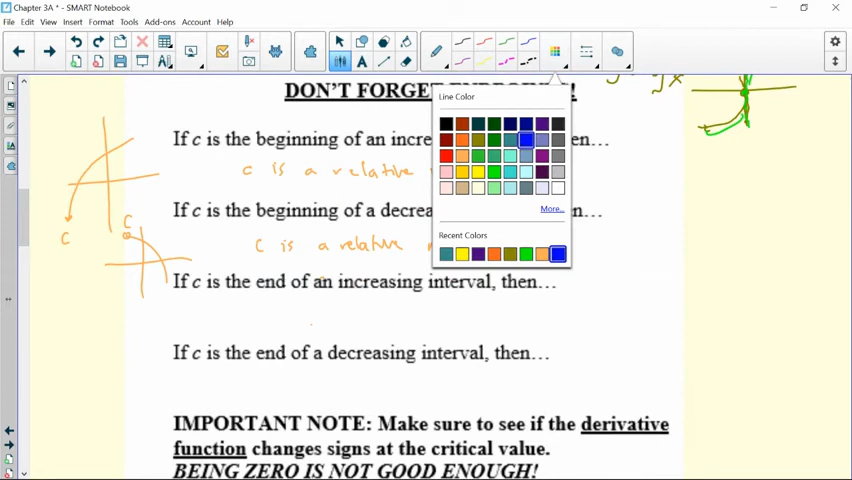 Chapter 3A * - SMART Notebook
File Edit View Insert Format Tools Add-ons Account Help
DON'T FORGET
Line Color
If c is the beginning of an incre
en…
c is a relative
If c is the beginning of a decrea
en…
More...
C is a relative
Recent Colors
C
C
If c is the end of an increasing interval, then…
If c is the end of a decreasing interval, then…
IMPORTANT NOTE: Make sure to see if the derivative
function changes signs at the critical value.
BEING ZERO IS NOT GOOD ENOUGH!